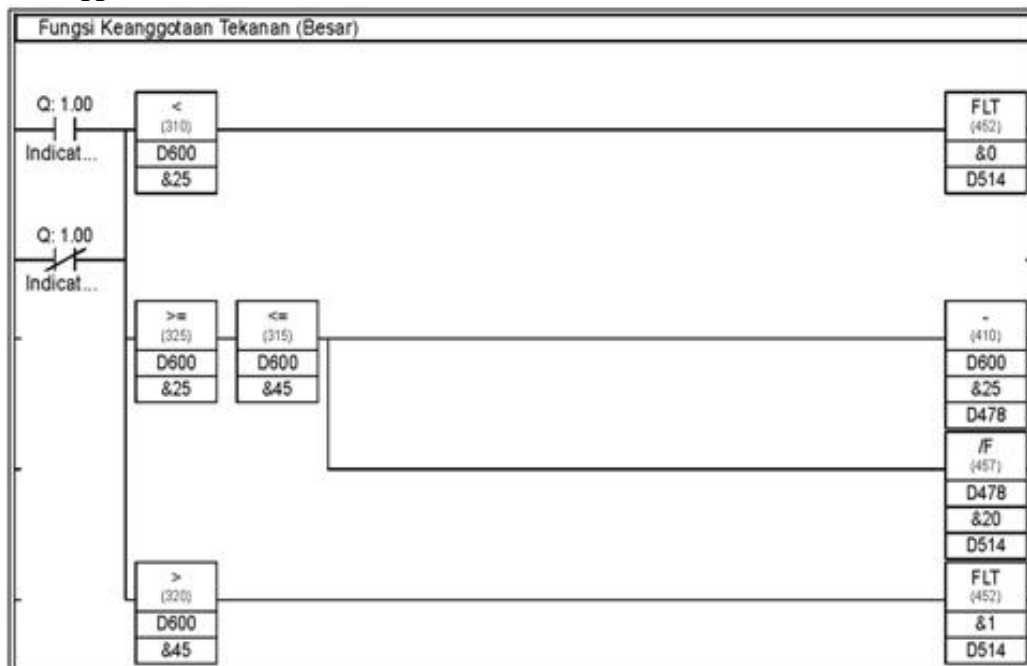 Fungsi Keanggotaan Tekanan (Besar)
Q: 1.00
Indicat...
<
(310)
D600
&25
FLT
(452)
&0
D514
Q: 1.00
Indicat...
>=
(325)
D600
&25
<=
(315)
D600
&45
-
(410)
D600
&25
D478
/F
(457)
D478
&20
D514
>
(320)
D600
&45
FLT
(452)
&1
D514